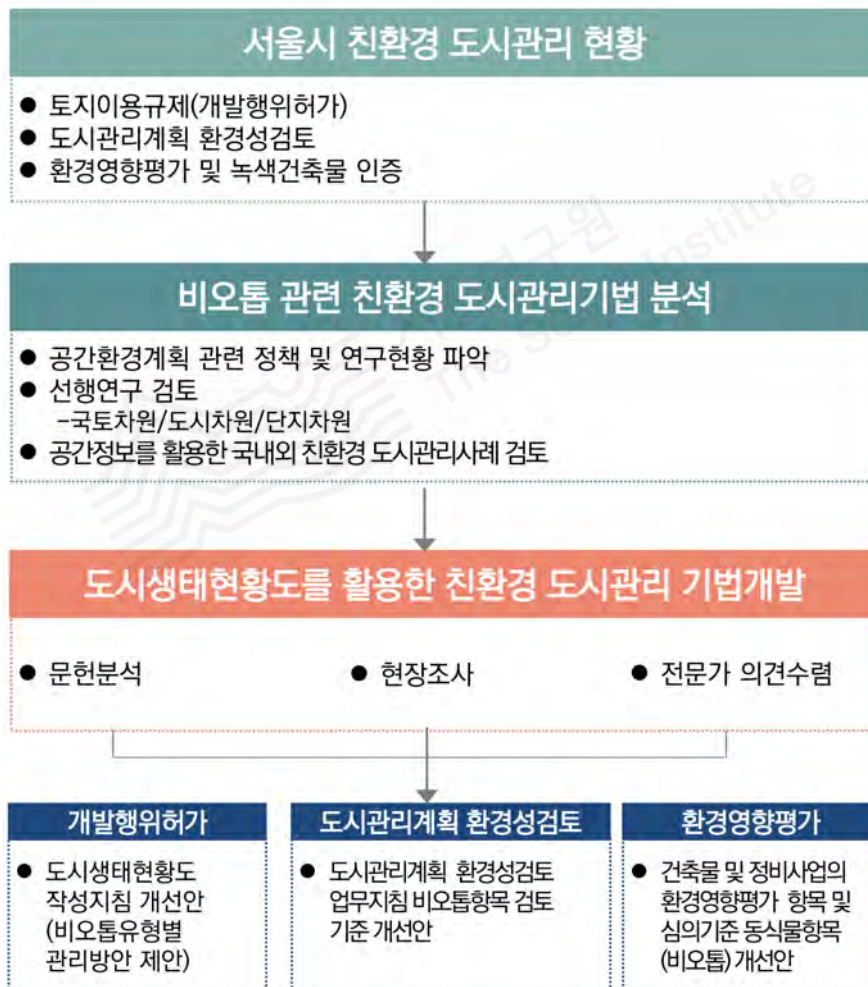 서울시 친환경 도시관리 현황
● 토지이용규제(개발행위허가)
● 도시관리계획 환경성검토
● 환경영향평가 및 녹색건축물 인증
비오톱 관련 친환경 도시관리기법 분석
● 공간환경계획 관련 정책 및 연구현황 파악
● 선행연구 검토
-국토차원/도시차원/단지차원
● 공간정보를 활용한 국내외 친환경 도시관리사례 검토
도시생태현황도를 활용한 친환경 도시관리 기법개발
● 문헌분석
● 현장조사
● 전문가 의견수렴
개발행위허가
● 도시생태현황도
작성지침 개선안
(비오톱유형별
관리방안 제안)
도시관리계획 환경성검토
● 도시관리계획 환경성검토
업무지침 비오톱항목 검토
기준 개선안
환경영향평가
● 건축물 및 정비사업의
환경영향평가 항목 및
심의기준 동식물항목
(비오톱) 개선안
연구원
The Seoul Institute